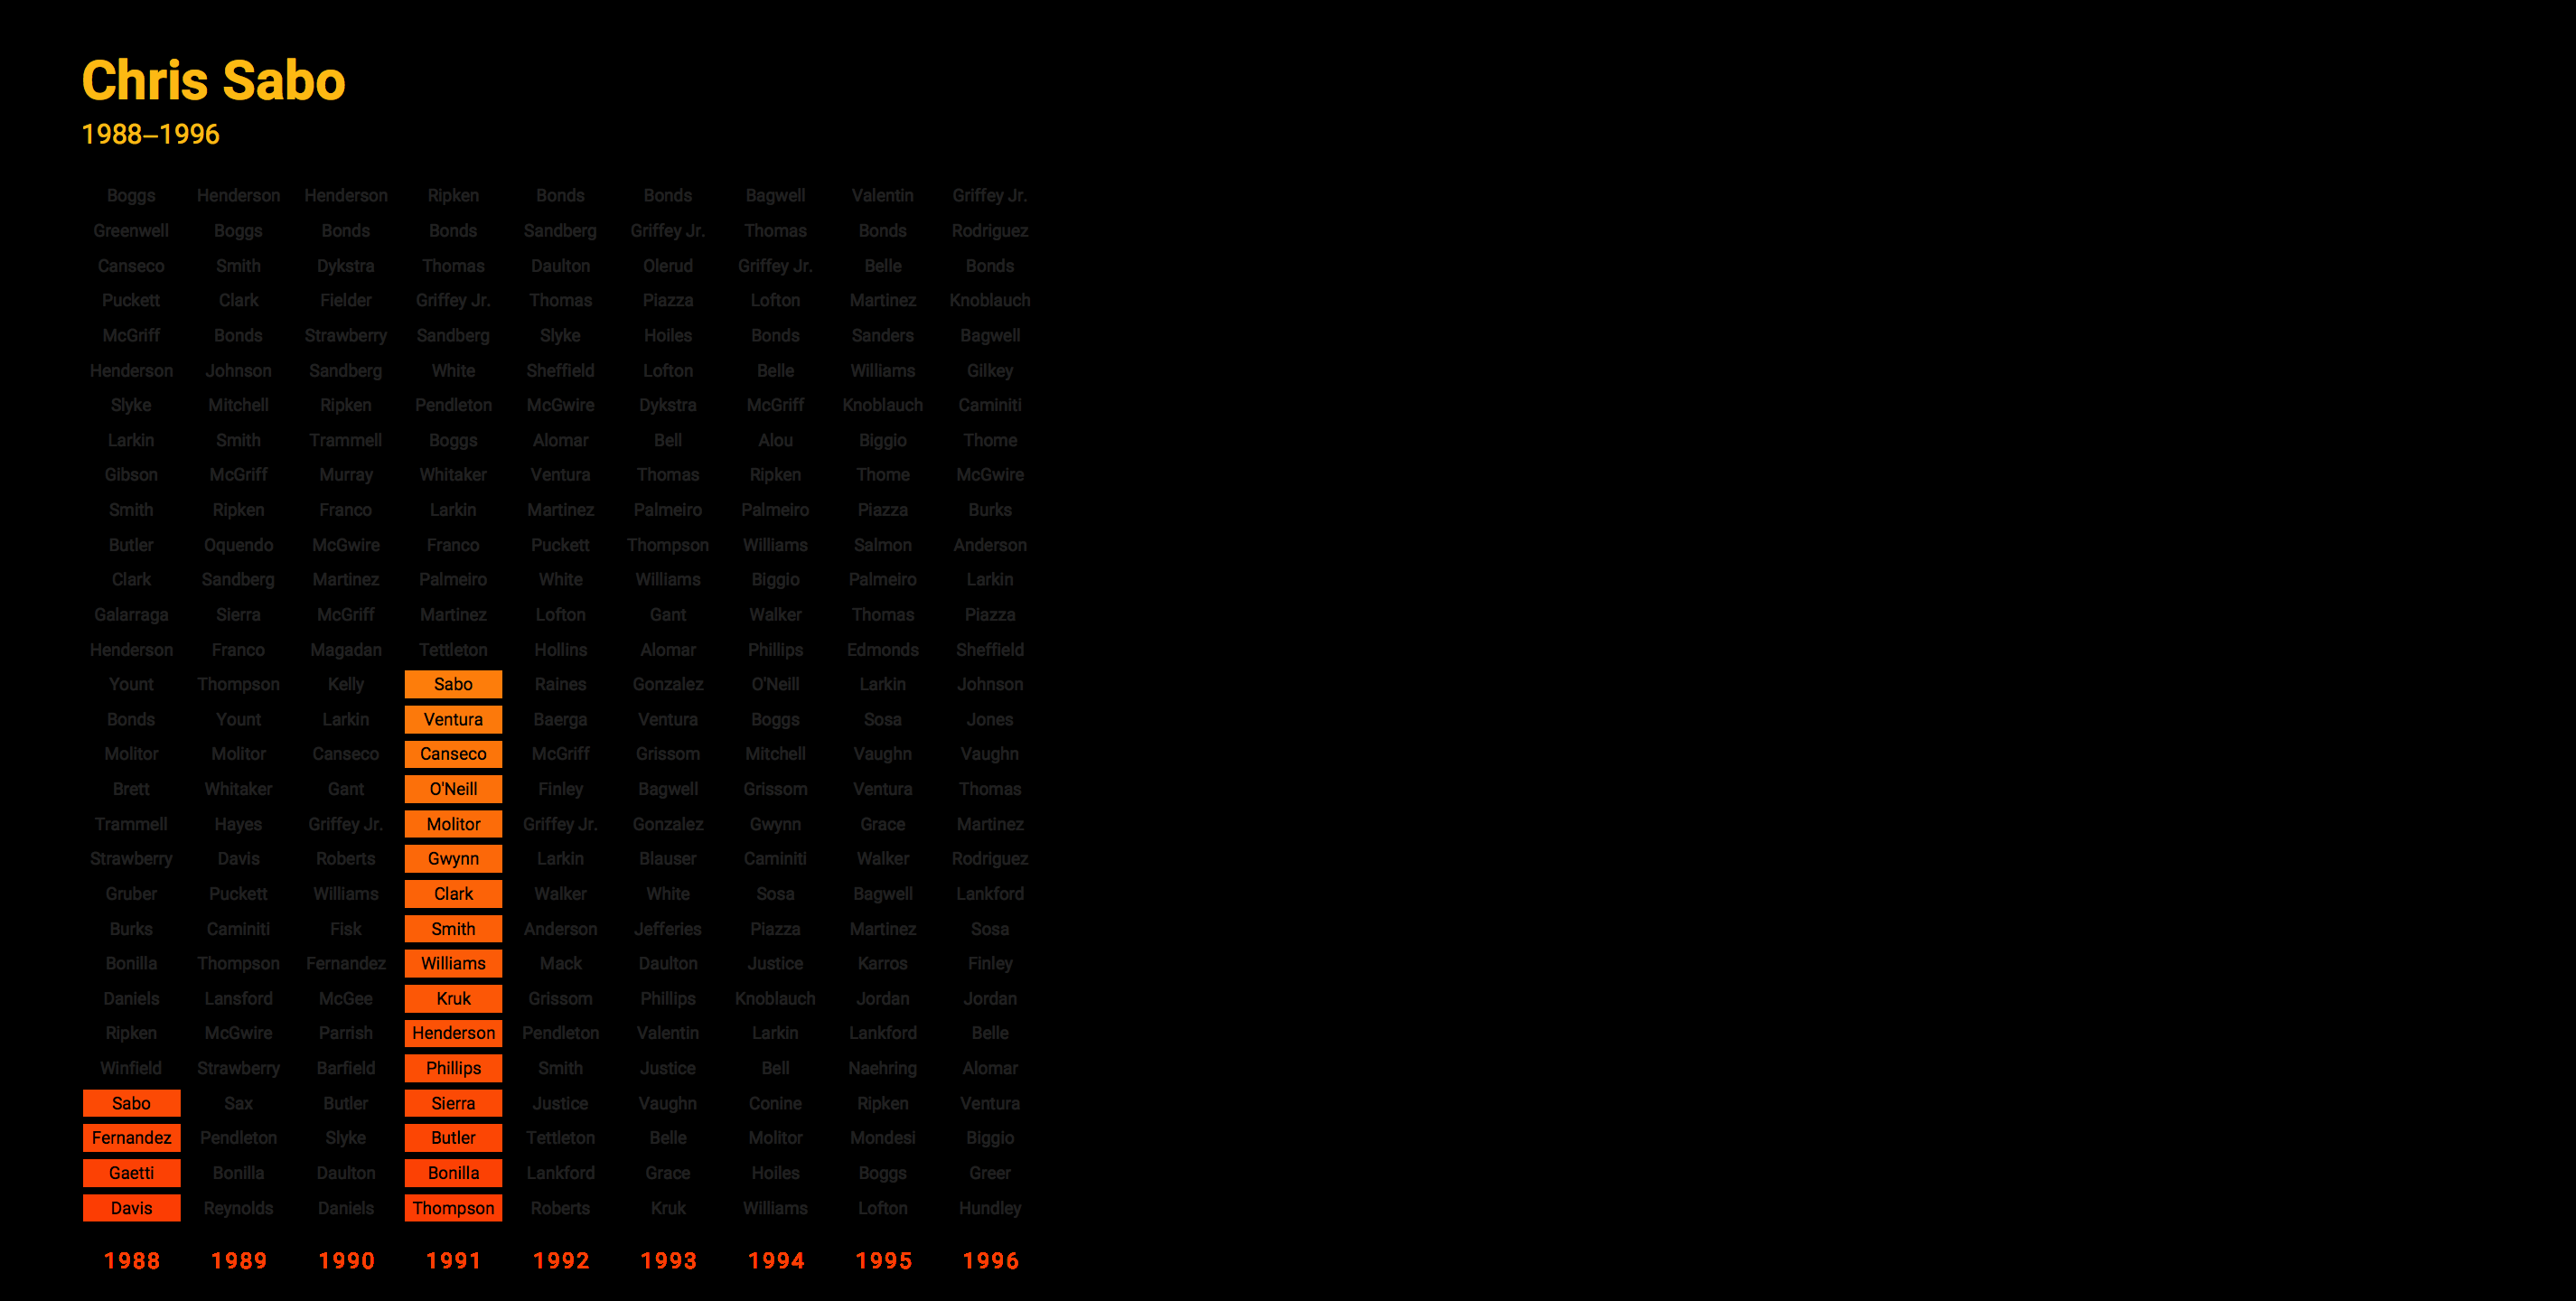 Chris Sabo
1988–1996
Boggs Henderson Henderson Ripken Bonds Bonds Bagwell Valentin Griffey Jr.
Greenwell Boggs Bonds Bonds Sandberg Griffey Jr. Thomas Bonds Rodriguez
Canseco Smith Dykstra Thomas Daulton Olerud Griffey Jr. Belle Bonds
Puckett Clark Fielder Griffey Jr. Thomas Piazza Lofton Martinez Knoblauch
McGriff Bonds Strawberry Sandberg Slyke Hoiles Bonds Sanders Bagwell
Henderson Johnson Sandberg White Sheffield Lofton Belle Williams Gilkey
Slyke Mitchell Ripken Pendleton McGwire Dykstra McGriff Knoblauch Caminiti
Larkin Smith Trammell Boggs Alomar Bell Alou Biggio Thome
Gibson McGriff Murray Whitaker Ventura Thomas Ripken Thome McGwire
Smith Ripken Franco Larkin Martinez Palmeiro Palmeiro Piazza Burks
Butler Oquendo McGwire Franco Puckett Thompson Williams Salmon Anderson
Clark Sandberg Martinez Palmeiro White Williams Biggio Palmeiro Larkin
Galarraga Sierra McGriff Martinez Lofton Gant Walker Thomas Piazza
Henderson Franco Magadan Tettleton Hollins Alomar Phillips Edmonds Sheffield
Yount Thompson Kelly Sabo Raines Gonzalez O'Neill Larkin Johnson
Bonds Yount Larkin Ventura Baerga Ventura Boggs Sosa Jones
Molitor Molitor Canseco Canseco McGriff Grissom Mitchell Vaughn Vaughn
Brett Whitaker Gant O'Neill Finley Bagwell Grissom Ventura Thomas
Trammell Hayes Griffey Jr. Molitor Griffey Jr. Gonzalez Gwynn Grace Martinez
Strawberry Davis Roberts Gwynn Larkin Blauser Caminiti Walker Rodriguez
Gruber Puckett Williams Clark Walker White Sosa Bagwell Lankford
Burks Caminiti Fisk Smith Anderson Jefferies Piazza Martinez Sosa
Bonilla Thompson Fernandez Williams Mack Daulton Justice Karros Finley
Daniels Lansford McGee Kruk Grissom Phillips Knoblauch Jordan Jordan
Ripken McGwire Parrish Henderson Pendleton Valentin Larkin Lankford Belle
Winfield Strawberry Barfield Phillips Smith Justice Bell Naehring Alomar
Sabo Sax Butler Sierra Justice Vaughn Conine Ripken Ventura
Fernandez Pendleton Slyke Butler Tettleton Belle Molitor Mondesi Biggio
Gaetti Bonilla Daulton Bonilla Lankford Grace Hoiles Boggs Greer
Davis Reynolds Daniels Thompson Roberts Kruk Williams Lofton Hundley
1988 1989 1990 1991 1992 1993 1994 1995 1996